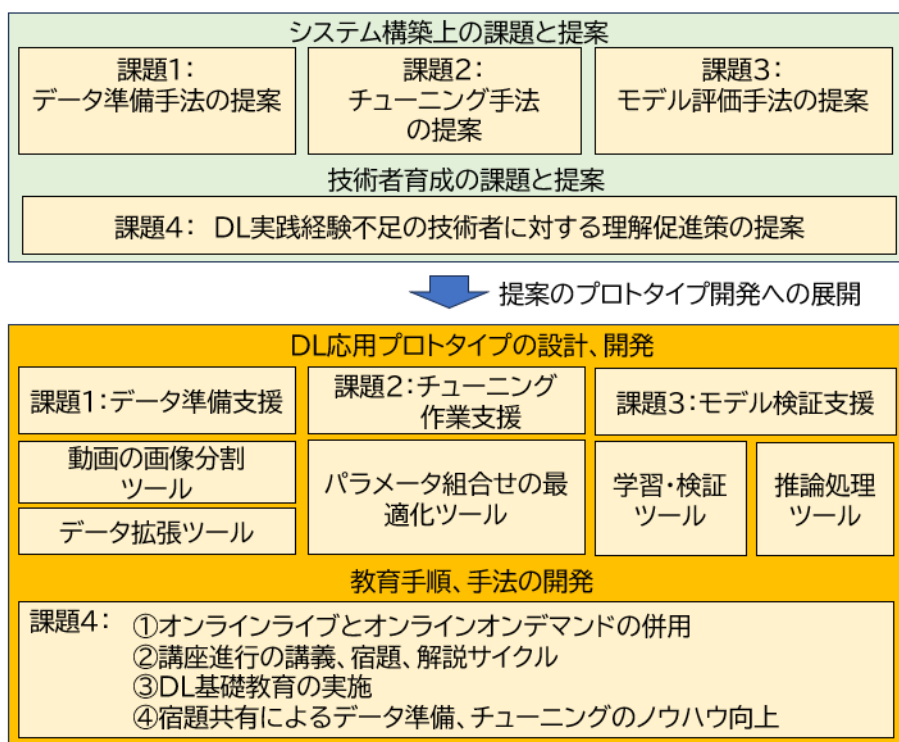 システム構築上の課題と提案
課題1:
データ準備手法の提案
課題2:
チューニング手法
の提案
課題3:
モデル評価手法の提案
技術者育成の課題と提案
課題4: DL実践経験不足の技術者に対する理解促進策の提案
提案のプロトタイプ開発への展開
DL応用プロトタイプの設計、開発
課題1:データ準備支援
課題2:チューニング
作業支援
課題3:モデル検証支援
動画の画像分割
ツール
データ拡張ツール
パラメータ組合せの最
適化ツール
学習・検証
ツール
推論処理
ツール
教育手順、手法の開発
課題4: ①オンラインライブとオンラインオンデマンドの併用
②講座進行の講義、宿題、解説サイクル
③DL基礎教育の実施
④宿題共有によるデータ準備、チューニングのノウハウ向上